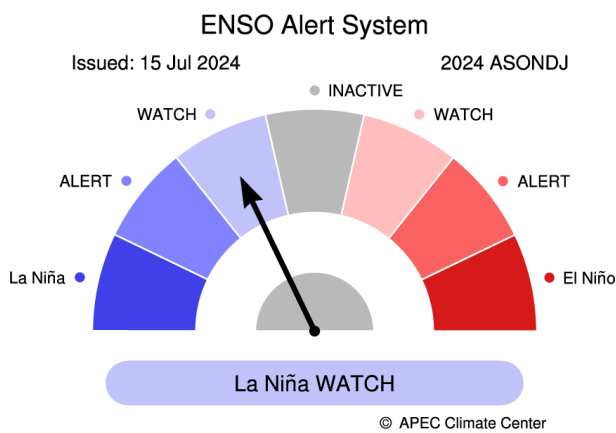 ENSO Alert System
Issued: 15 Jul 2024
2024 ASONDJ
INACTIVE
WATCH
WATCH
ALERT
ALERT
La Niña
El Niño
La Niña WATCH
© APEC Climate Center